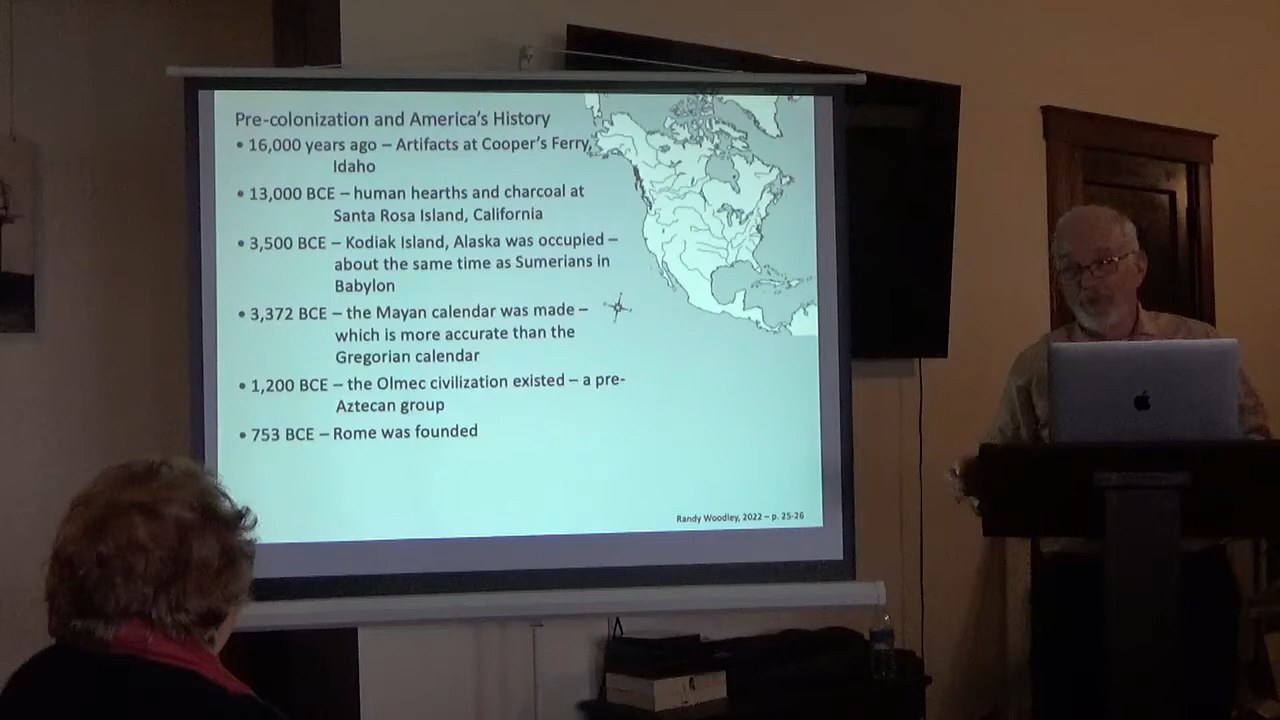 Pre-colonization and America's History
• 16,000 years ago – Artifacts at Cooper's Ferry,
Idaho
• 13,000 BCE – human hearths and charcoal at
Santa Rosa Island, California
• 3,500 BCE – Kodiak Island, Alaska was occupied –
about the same time as Sumerians in
Babylon
• 3,372 BCE – the Mayan calendar was made –
which is more accurate than the
Gregorian calendar
• 1,200 BCE – the Olmec civilization existed – a pre-
Aztecan group
• 753 BCE – Rome was founded
Randy Woodley, 2022 – p. 25-26